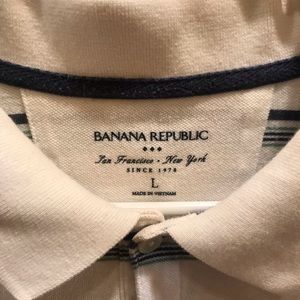 BANANA REPUBLIC
San Francisco • New York
SINCE 1978
L
MADE IN VIETNAM